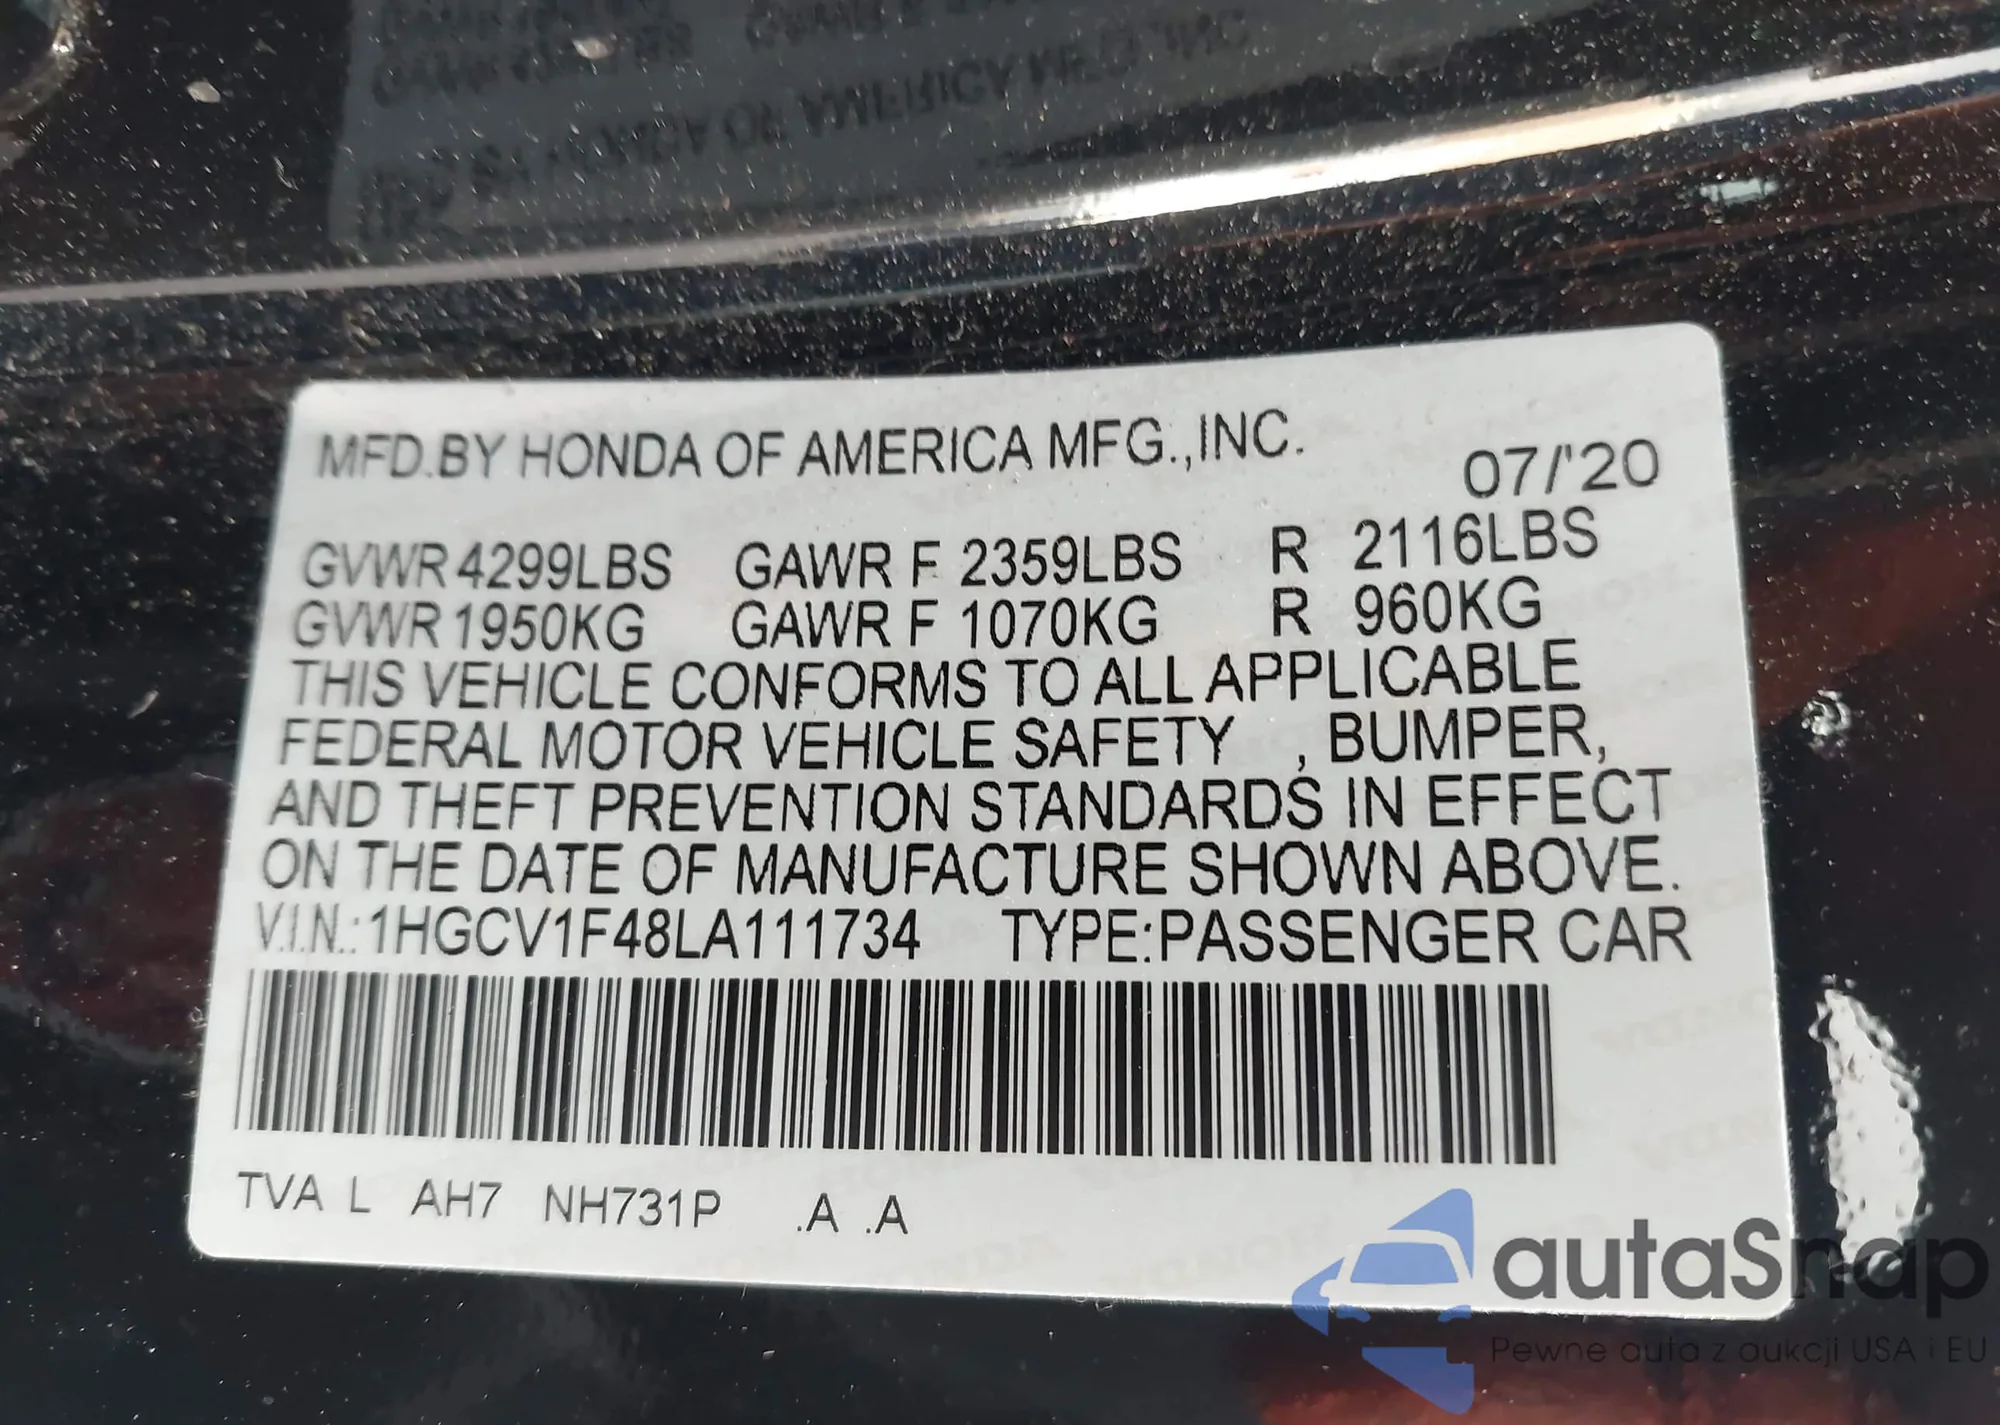 MFD.BY HONDA OF AMERICA MFG.,INC.
07/'20
GVWR 4299LBS GAWR F 2359LBS R 2116LBS
GVWR 1950KG GAWR F 1070KG R 960KG
THIS VEHICLE CONFORMS TO ALL APPLICABLE
FEDERAL MOTOR VEHICLE SAFETY , BUMPER,
AND THEFT PREVENTION STANDARDS IN EFFECT
ON THE DATE OF MANUFACTURE SHOWN ABOVE.
V.I.N.:1HGCV1F48LA111734 TYPE:PASSENGER CAR
TVA L AH7 NH731P .A .A
autaSnap
Pewne auta z aukcji USA i EU